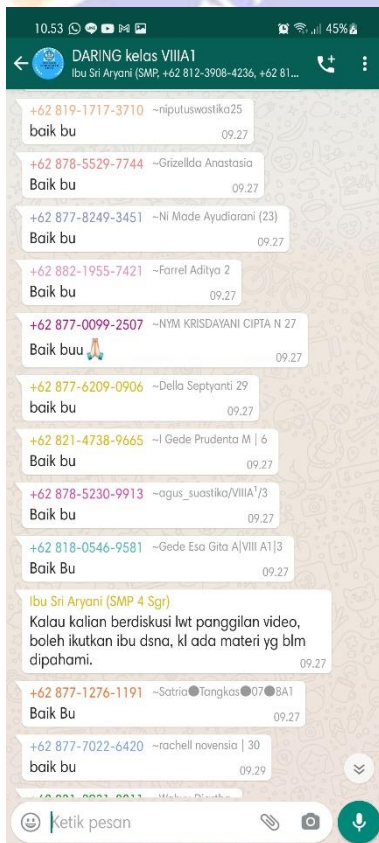 10.53 45%
DARING kelas VIIIA1
Ibu Sri Aryani (SMP, +62 812-3908-4236, +62 81...
+62 819-1717-3710 ~niputuswastika25
baik bu
09.27
+62 878-5529-7744 ~Grizellda Anastasia
Baik bu
09.27
+62 877-8249-3451 ~Ni Made Ayudiarani (23)
Baik bu
09.27
+62 882-1955-7421 ~Farrel Aditya 2
Baik bu
09.27
+62 877-0099-2507 ~NYM KRISDAYANI CIPTA N 27
Baik buu🙏🏻
09.27
+62 877-6209-0906 ~Della Septyanti 29
baik bu
09.27
+62 821-4738-9665 ~I Gede Prudenta M | 6
Baik bu
09.27
+62 878-5230-9913 ~agus_suastika/VIIIA¹/3
Baik bu
09.27
+62 818-0546-9581 ~Gede Esa Gita A|VIII A1|3
Baik Bu
09.27
Ibu Sri Aryani (SMP 4 Sgr)
Kalau kalian berdiskusi lwt panggilan video,
boleh ikutkan ibu dsna, kl ada materi yg blm
dipahami.
09.27
+62 877-1276-1191 ~Satria●Tangkas●07●8A1
Baik Bu
09.27
+62 877-7022-6420 ~rachell novensia | 30
baik bu
09.29
Ketik pesan